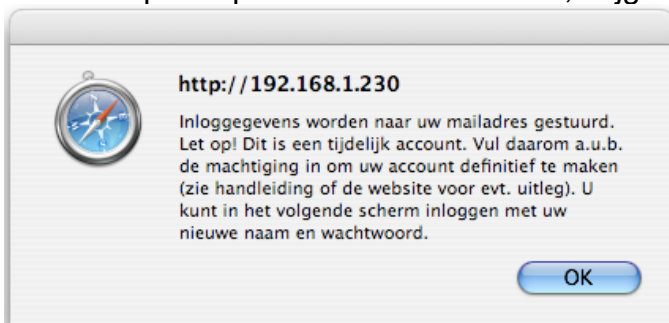 http://192.168.1.230
Inloggegevens worden naar uw mailadres gestuurd.
Let op! Dit is een tijdelijk account. Vul daarom a.u.b.
de machtiging in om uw account definitief te maken
(zie handleiding of de website voor evt. uitleg). U
kunt in het volgende scherm inloggen met uw
nieuwe naam en wachtwoord.
OK